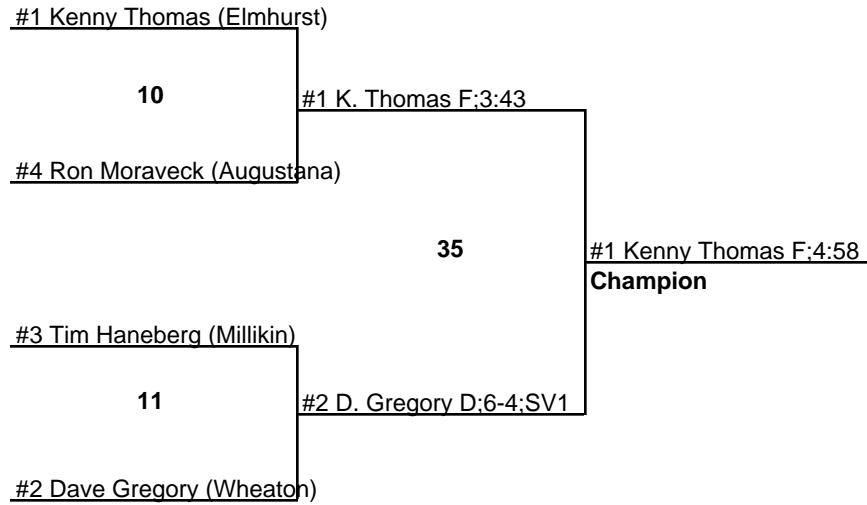 #1 Kenny Thomas (Elmhurst)
10
#1 K. Thomas F;3:43
#4 Ron Moraveck (Augustana)
35
#1 Kenny Thomas F;4:58
Champion
#3 Tim Haneberg (Millikin)
11
#2 D. Gregory D;6-4;SV1
#2 Dave Gregory (Wheaton)